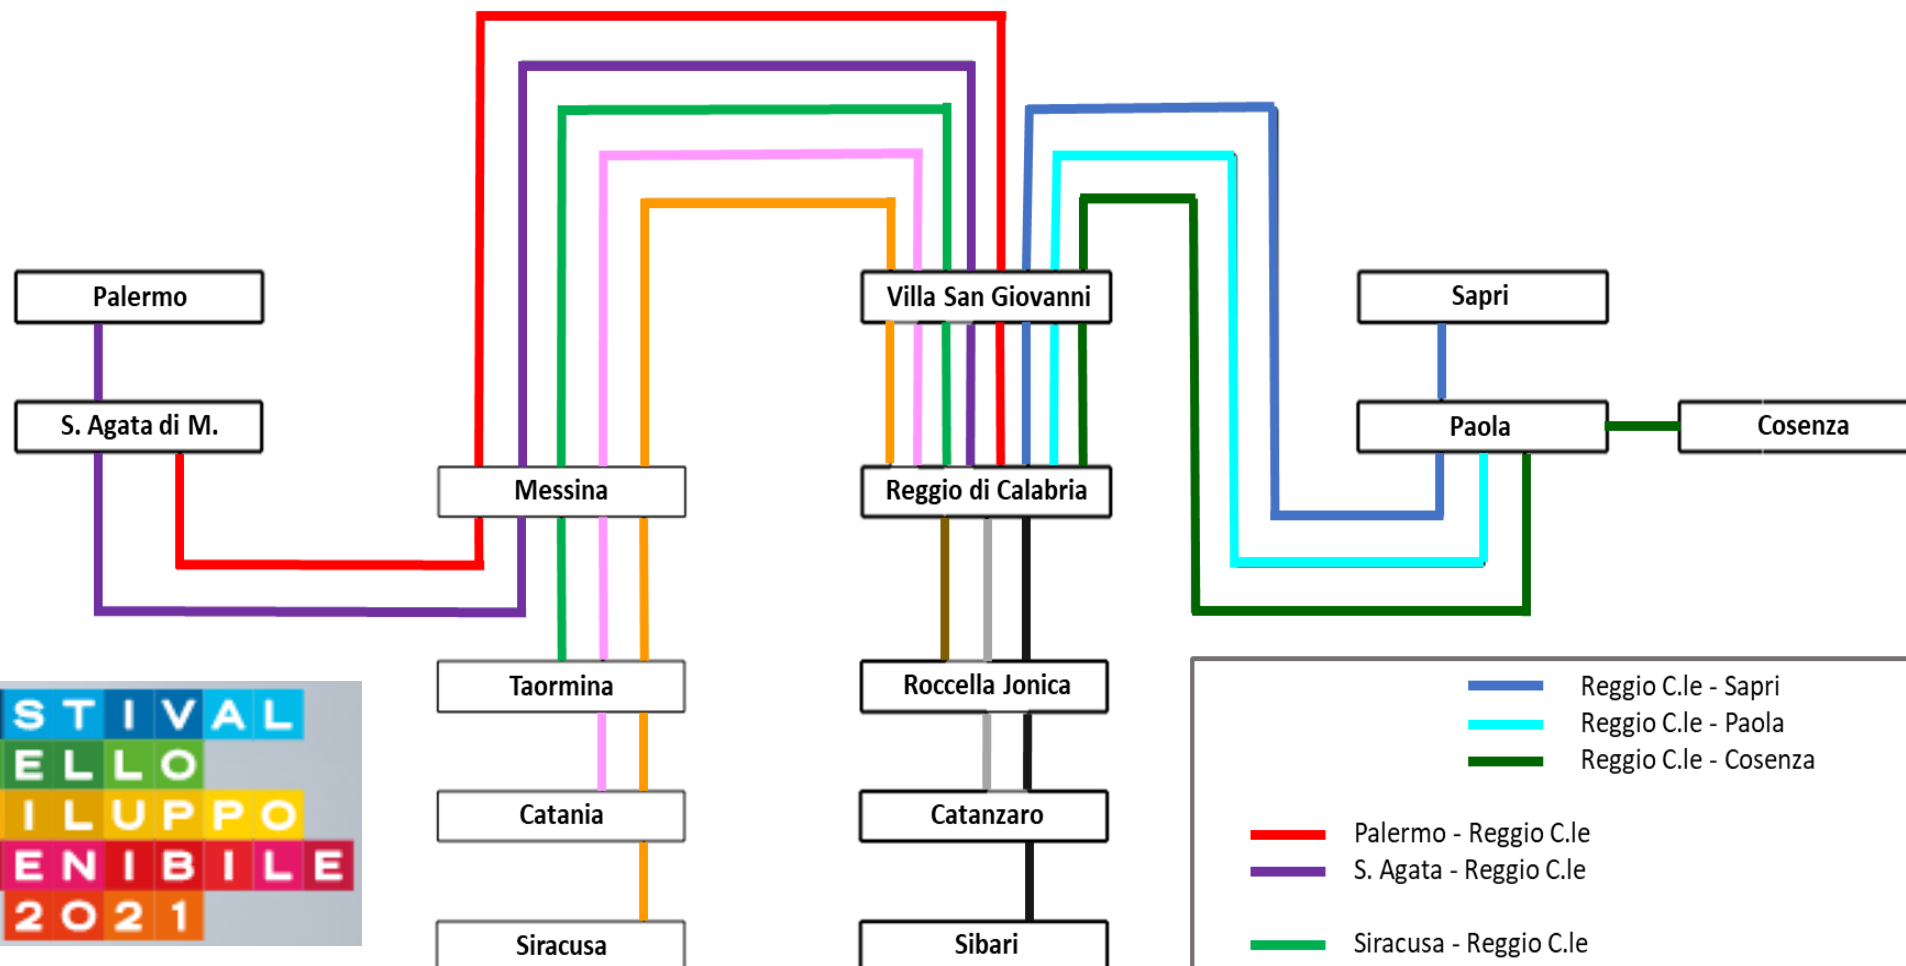 Palermo
Villa San Giovanni
Sapri
S. Agata di M.
Paola
Cosenza
Messina
Reggio di Calabria
Taormina
Roccella Jonica
Catania
Catanzaro
Siracusa
Sibari
Reggio C.le - Sapri
Reggio C.le - Paola
Reggio C.le - Cosenza
Palermo - Reggio C.le
S. Agata - Reggio C.le
Siracusa - Reggio C.le
STIVAL
ELLO
ILUPPO
ENIBILE
2021